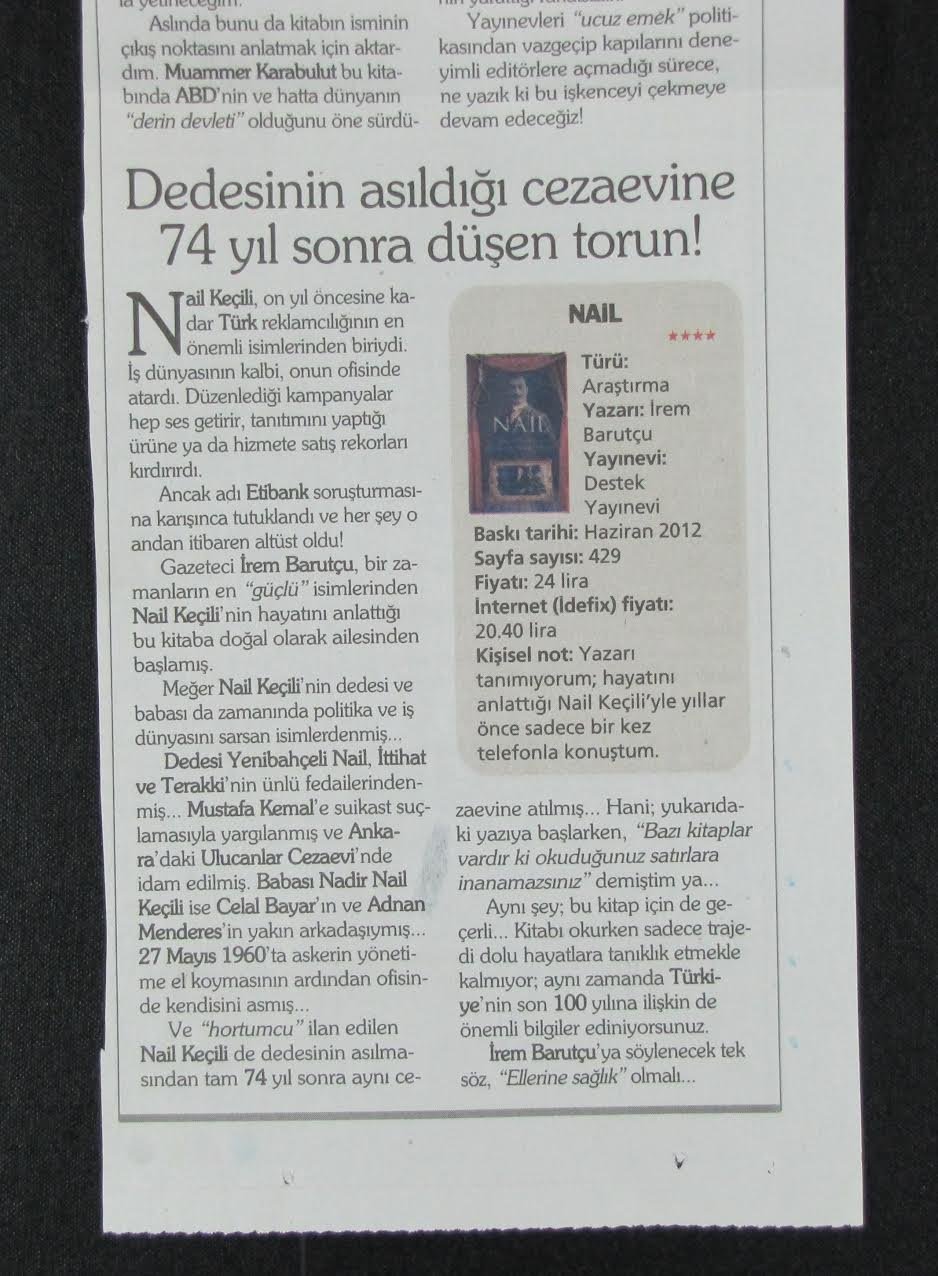 Aslında bunu da kitabın isminin
çıkış noktasını anlatmak için aktar-
dım. Muammer Karabulut bu kita-
bında ABD'nin ve hatta dünyanın
“derin devleti” olduğunu öne sürdü-
Yayınevleri “ucuz emek” politi-
kasından vazgeçip kapılarını dene-
yimli editörlere açmadığı sürece,
ne yazık ki bu işkenceyi çekmeye
devam edeceğiz!
Dedesinin asıldığı cezaevine
74 yıl sonra düşen torun!
Nail Keçili, on yıl öncesine ka-
dar Türk reklamcılığının en
önemli isimlerinden biriydi.
İş dünyasının kalbi, onun ofisinde
atardı. Düzenlediği kampanyalar
hep ses getirir, tanıtımını yaptığı
ürüne ya da hizmete satış rekorları
kırdırırdı.
Ancak adı Etibank soruşturması-
na karışınca tutuklandı ve her şey o
andan itibaren altüst oldu!
Gazeteci İrem Barutçu, bir za-
manların en “güçlü” isimlerinden
Nail Keçili'nin hayatını anlattığı
bu kitaba doğal olarak ailesinden
başlamış.
Meğer Nail Keçili'nin dedesi ve
babası da zamanında politika ve iş
dünyasını sarsan isimlerdenmiş...
Dedesi Yenibahçeli Nail, İttihat
ve Terakki'nin ünlü fedailerinden-
miş... Mustafa Kemal'e suikast suç-
lamasıyla yargılanmış ve Anka-
ra'daki Ulucanlar Cezaevi'nde
idam edilmiş. Babası Nadir Nail
Keçili ise Celal Bayar'ın ve Adnan
Menderes'in yakın arkadaşıymış...
27 Mayıs 1960'ta askerin yöneti-
me el koymasının ardından ofisin-
de kendisini asmış...
Ve “hortumcu” ilan edilen
Nail Keçili de dedesinin asılma-
sından tam 74 yıl sonra aynı ce-
NAİL
★★★★
NAİL
Türü:
Araştırma
Yazarı: İrem
Barutçu
Yayınevi:
Destek
Yayınevi
Baskı tarihi: Haziran 2012
Sayfa sayısı: 429
Fiyatı: 24 lira
İnternet (İdefix) fiyatı:
20.40 lira
Kişisel not: Yazarı
tanımıyorum; hayatını
anlattığı Nail Keçili'yle yıllar
önce sadece bir kez
telefonla konuştum.
zaevine atılmış... Hani; yukarıda-
ki yazıya başlarken, “Bazı kitaplar
vardır ki okuduğunuz satırlara
inanamazsınız” demiştim ya...
Aynı şey; bu kitap için de ge-
çerli... Kitabı okurken sadece traje-
di dolu hayatlara tanıklık etmekle
kalmıyor; aynı zamanda Türki-
ye'nin son 100 yılına ilişkin de
önemli bilgiler ediniyorsunuz.
İrem Barutçu'ya söylenecek tek
söz, “Ellerine sağlık” olmalı...